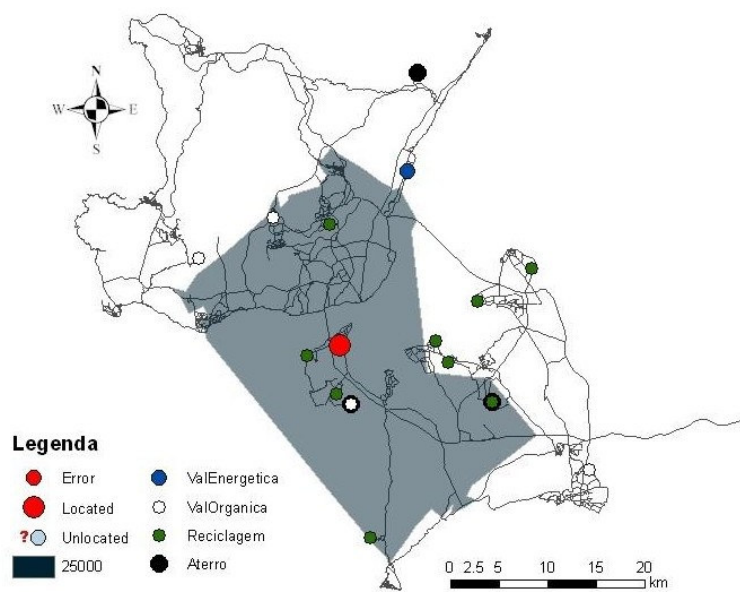 N
W E
S
Legenda
Error
Located
? Unlocated
25000
ValEnergetica
ValOrganica
Reciclagem
Aterro
0 2.5 5 10 15 20
km